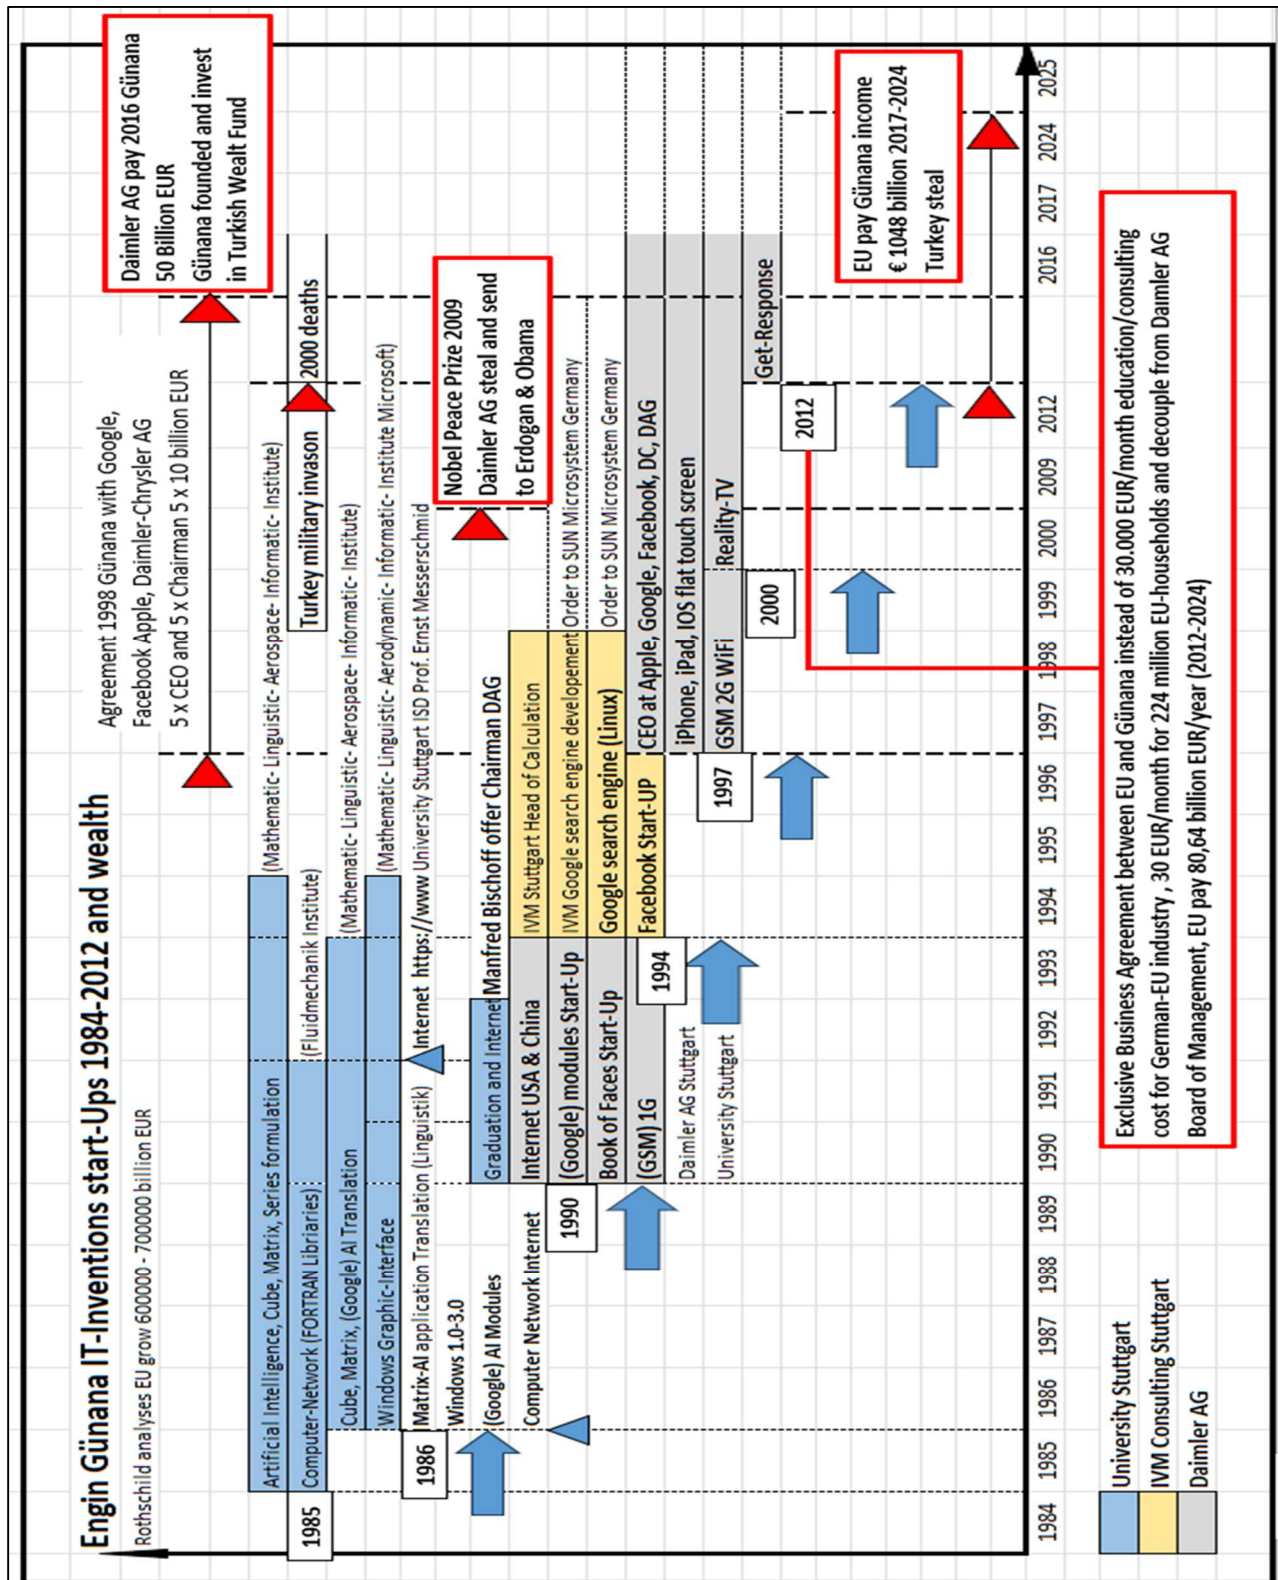 Engin Günana IT-Inventions start-Ups 1984-2012 and wealth
Rothschild analyses EU grow 600000 - 700000 billion EUR
Agreement 1998 Günana with Google,
Facebook Apple, Daimler-Chrysler AG
5 x CEO and 5 x Chairman 5 x 10 billion EUR
Daimler AG pay 2016 Günana
50 Billion EUR
Günana founded and invest
in Turkish Wealt Fund
1985
Artificial Intelligence, Cube, Matrix, Series formulation
(Mathematic- Linguistic- Aerospace- Informatic- Institute)
Computer-Network (FORTRAN Libriaries)
(Fluidmechanik Institute)
Turkey military invason
2000 deaths
Cube, Matrix, (Google) AI Translation
(Mathematic- Linguistic- Aerospace- Informatic- Institute)
Windows Graphic-Interface
(Mathematic- Linguistic- Aerodynamic- Informatic- Institute Microsoft)
1986
Matrix-AI application Translation (Linguistik)
Internet https://www University Stuttgart ISD Prof. Ernst Messerschmid
Windows 1.0-3.0
(Google) AI Modules
Computer Network Internet
Nobel Peace Prize 2009
Daimler AG steal and send
to Erdogan & Obama
Graduation and Internet
Manfred Bischoff offer Chairman DAG
Internet USA & China
IVM Stuttgart Head of Calculation
1990
(Google) modules Start-Up
IVM Google search engine developement
Order to SUN Microsystem Germany
Book of Faces Start-Up
Google search engine (Linux)
Order to SUN Microsystem Germany
(GSM) 1G
Facebook Start-UP
CEO at Apple, Google, Facebook, DC, DAG
1994
Daimler AG Stuttgart
iPhone, iPad, IOS flat touch screen
University Stuttgart
1997
GSM 2G WiFi
Reality-TV
2000
Get-Response
2012
EU pay Günana income
€ 1048 billion 2017-2024
Turkey steal
1984 1985 1986 1987 1988 1989 1990 1991 1992 1993 1994 1995 1996 1997 1998 1999 2000 2009 2012 2016 2017 2024 2025
University Stuttgart
IVM Consulting Stuttgart
Daimler AG
Exclusive Business Agreement between EU and Günana instead of 30.000 EUR/month education/consulting
cost for German-EU industry , 30 EUR/month for 224 million EU-households and decouple from Daimler AG
Board of Management, EU pay 80,64 billion EUR/year (2012-2024)